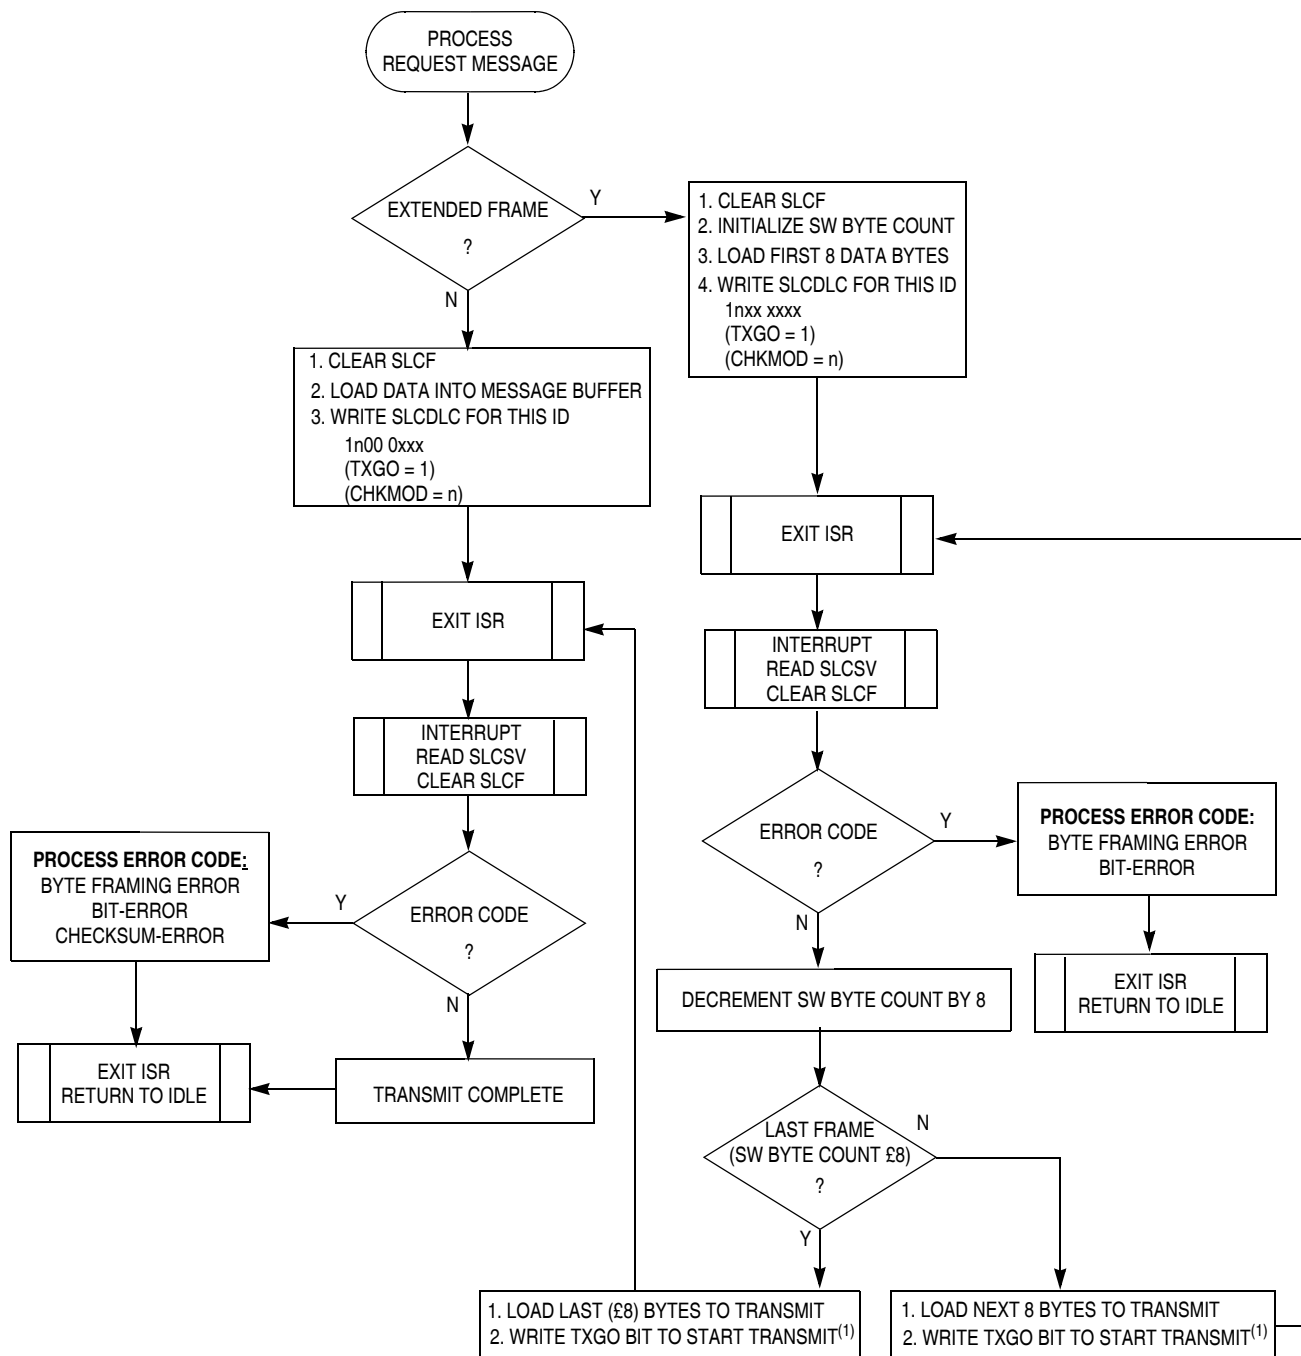 PROCESS
REQUEST MESSAGE
EXTENDED FRAME
?
Y
N
1. CLEAR SLCF
2. INITIALIZE SW BYTE COUNT
3. LOAD FIRST 8 DATA BYTES
4. WRITE SLCDLC FOR THIS ID
1nxx xxxx
(TXGO = 1)
(CHKMOD = n)
1. CLEAR SLCF
2. LOAD DATA INTO MESSAGE BUFFER
3. WRITE SLCDLC FOR THIS ID
1n00 0xxx
(TXGO = 1)
(CHKMOD = n)
EXIT ISR
INTERRUPT
READ SLCSV
CLEAR SLCF
ERROR CODE
?
Y
N
PROCESS ERROR CODE:
BYTE FRAMING ERROR
BIT-ERROR
CHECKSUM-ERROR
EXIT ISR
RETURN TO IDLE
TRANSMIT COMPLETE
EXIT ISR
INTERRUPT
READ SLCSV
CLEAR SLCF
ERROR CODE
?
Y
N
PROCESS ERROR CODE:
BYTE FRAMING ERROR
BIT-ERROR
EXIT ISR
RETURN TO IDLE
DECREMENT SW BYTE COUNT BY 8
LAST FRAME
(SW BYTE COUNT £8)
?
N
Y
1. LOAD LAST (£8) BYTES TO TRANSMIT
2. WRITE TXGO BIT TO START TRANSMIT(1)
1. LOAD NEXT 8 BYTES TO TRANSMIT
2. WRITE TXGO BIT TO START TRANSMIT(1)